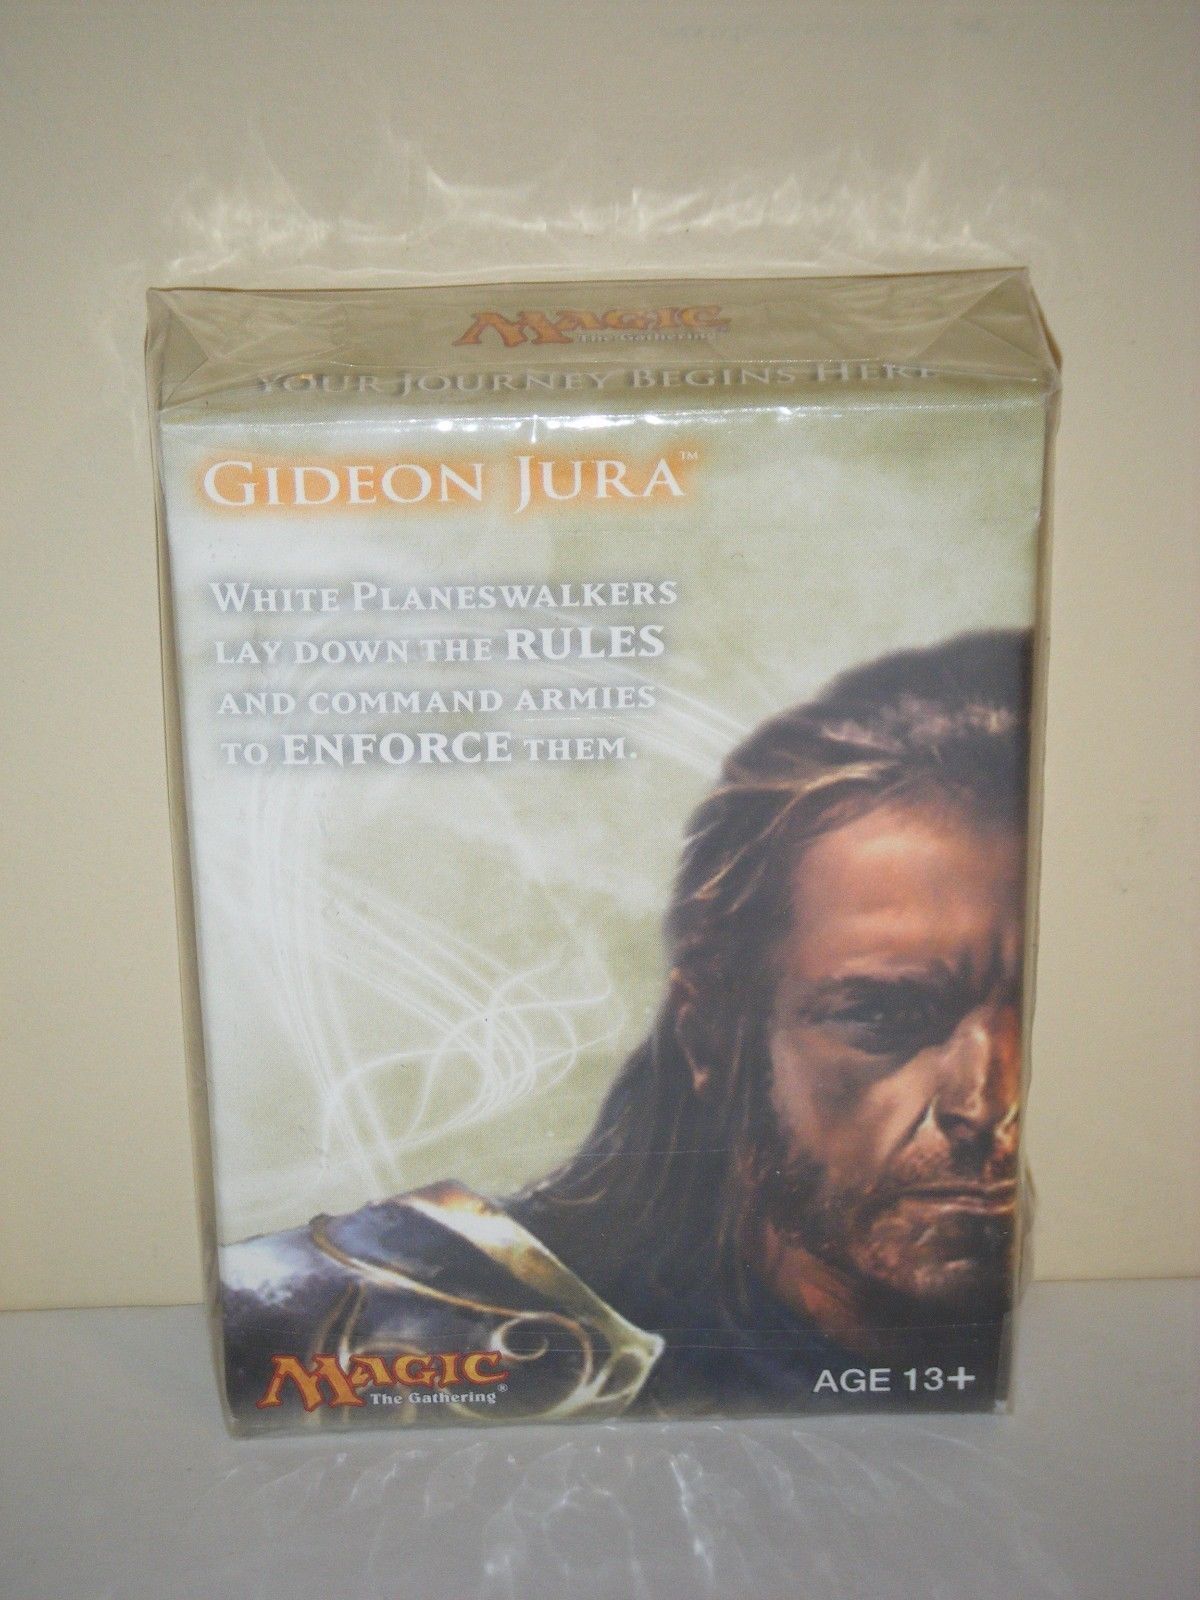 MAGIC
The Gathering
YOUR JOURNEY BEGINS HERE
GIDEON JURA™
WHITE PLANESWALKERS
LAY DOWN THE RULES
AND COMMAND ARMIES
TO ENFORCE THEM.
MAGIC
The Gathering®
AGE 13+